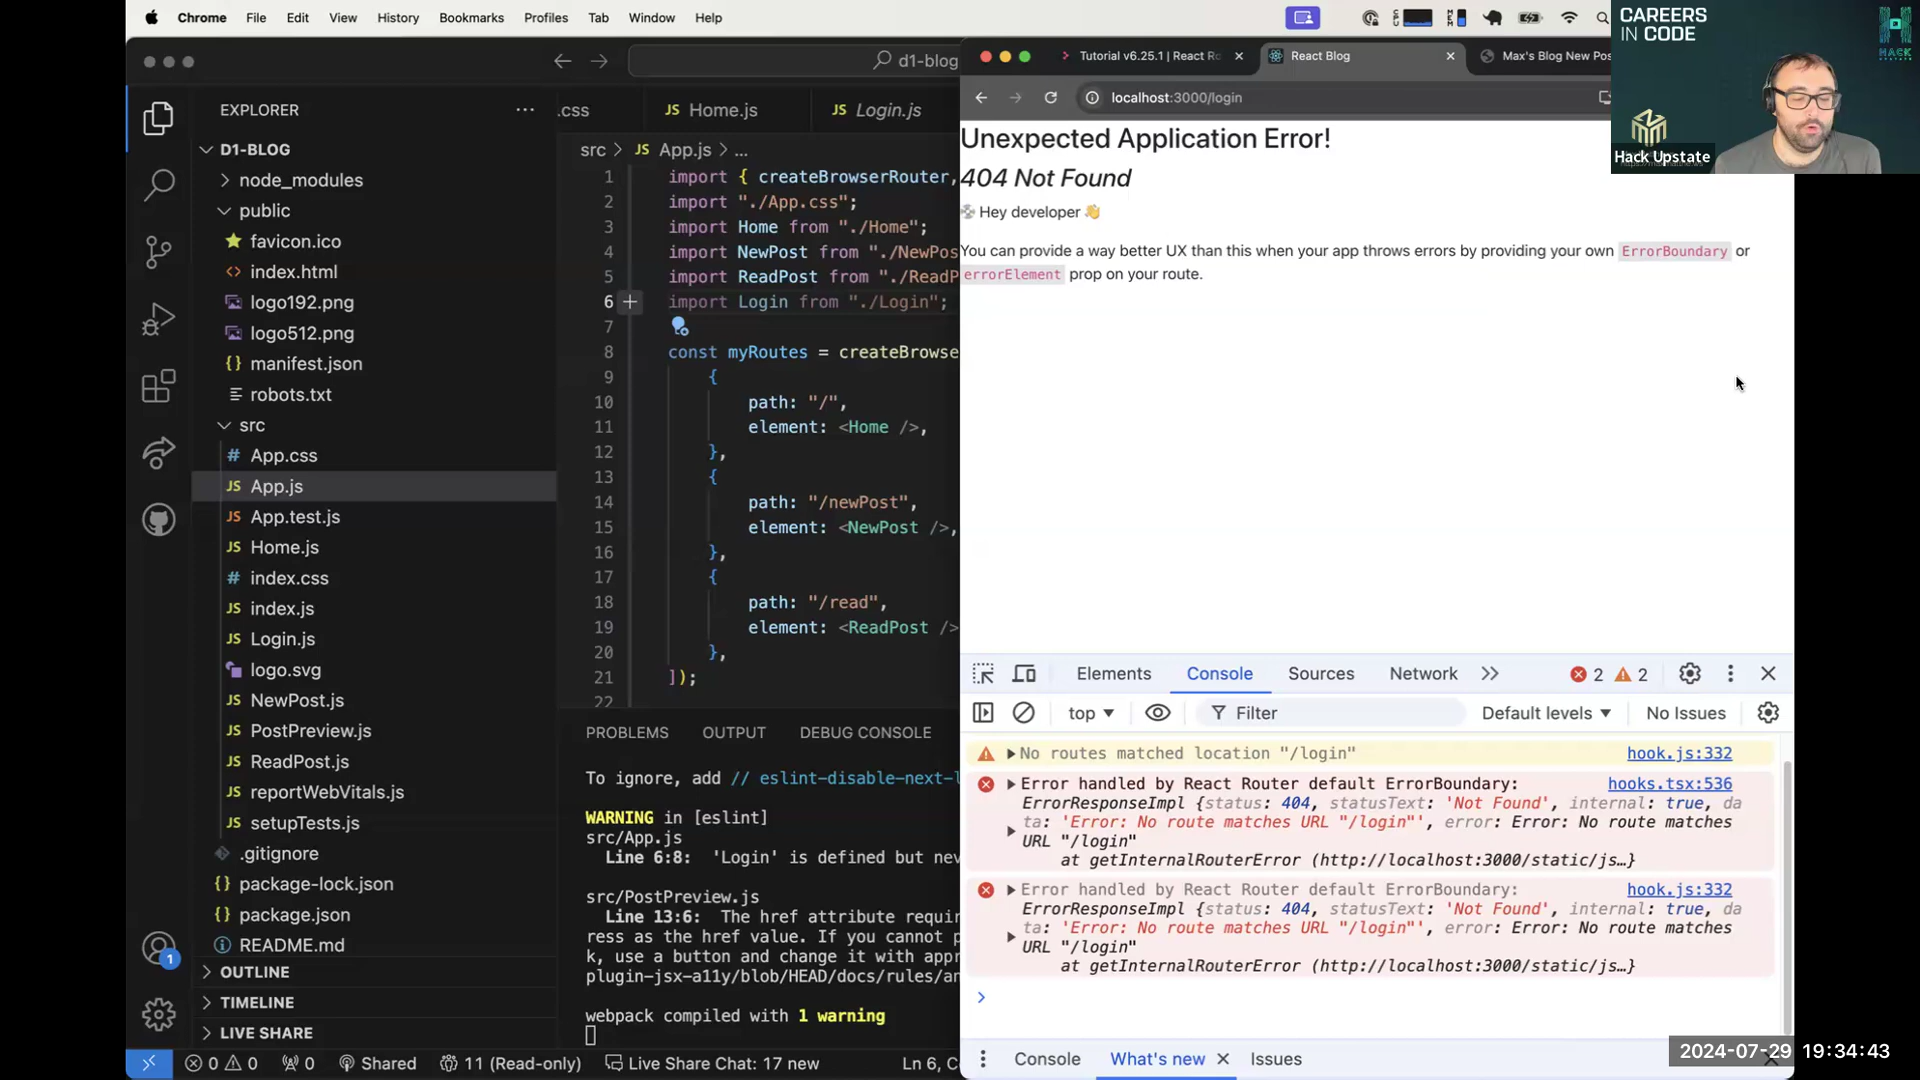 Chrome File Edit View History Bookmarks Profiles Tab Window Help
CAREERS
IN CODE
HACK
UPSTATE
Hack Upstate
d1-blog
Tutorial v6.25.1 | React Ro
React Blog
Max's Blog New Pos
localhost:3000/login
EXPLORER
D1-BLOG
node_modules
public
favicon.ico
index.html
logo192.png
logo512.png
manifest.json
robots.txt
src
App.css
App.js
App.test.js
Home.js
index.css
index.js
Login.js
logo.svg
NewPost.js
PostPreview.js
ReadPost.js
reportWebVitals.js
setupTests.js
.gitignore
package-lock.json
package.json
README.md
OUTLINE
TIMELINE
LIVE SHARE
.css JS Home.js JS Login.js
src > JS App.js > ...
1 import { createBrowserRouter,
2 import "./App.css";
3 import Home from "./Home";
4 import NewPost from "./NewPos
5 import ReadPost from "./ReadP
6 import Login from "./Login";
7
8 const myRoutes = createBrowse
9 {
10 path: "/",
11 element: <Home />,
12 },
13 {
14 path: "/newPost",
15 element: <NewPost />,
16 },
17 {
18 path: "/read",
19 element: <ReadPost />
20 },
21 ]);
22
PROBLEMS OUTPUT DEBUG CONSOLE
To ignore, add // eslint-disable-next-l
WARNING in [eslint]
src/App.js
Line 6:8: 'Login' is defined but nev
src/PostPreview.js
Line 13:6: The href attribute requir
ress as the href value. If you cannot p
k, use a button and change it with appr
plugin-jsx-a11y/blob/HEAD/docs/rules/an
webpack compiled with 1 warning
0 0 0 Shared 11 (Read-only) Live Share Chat: 17 new Ln 6, C
1
Unexpected Application Error!
404 Not Found
💿 Hey developer 👋
You can provide a way better UX than this when your app throws errors by providing your own ErrorBoundary or
errorElement prop on your route.
Elements Console Sources Network 2 2
top Filter Default levels No Issues
No routes matched location "/login" hook.js:332
Error handled by React Router default ErrorBoundary: hooks.tsx:536
ErrorResponseImpl {status: 404, statusText: 'Not Found', internal: true, da
ta: 'Error: No route matches URL "/login"', error: Error: No route matches
URL "/login"
at getInternalRouterError (http://localhost:3000/static/js…}
Error handled by React Router default ErrorBoundary: hook.js:332
ErrorResponseImpl {status: 404, statusText: 'Not Found', internal: true, da
ta: 'Error: No route matches URL "/login"', error: Error: No route matches
URL "/login"
at getInternalRouterError (http://localhost:3000/static/js…}
Console What's new Issues
2024-07-29 19:34:43